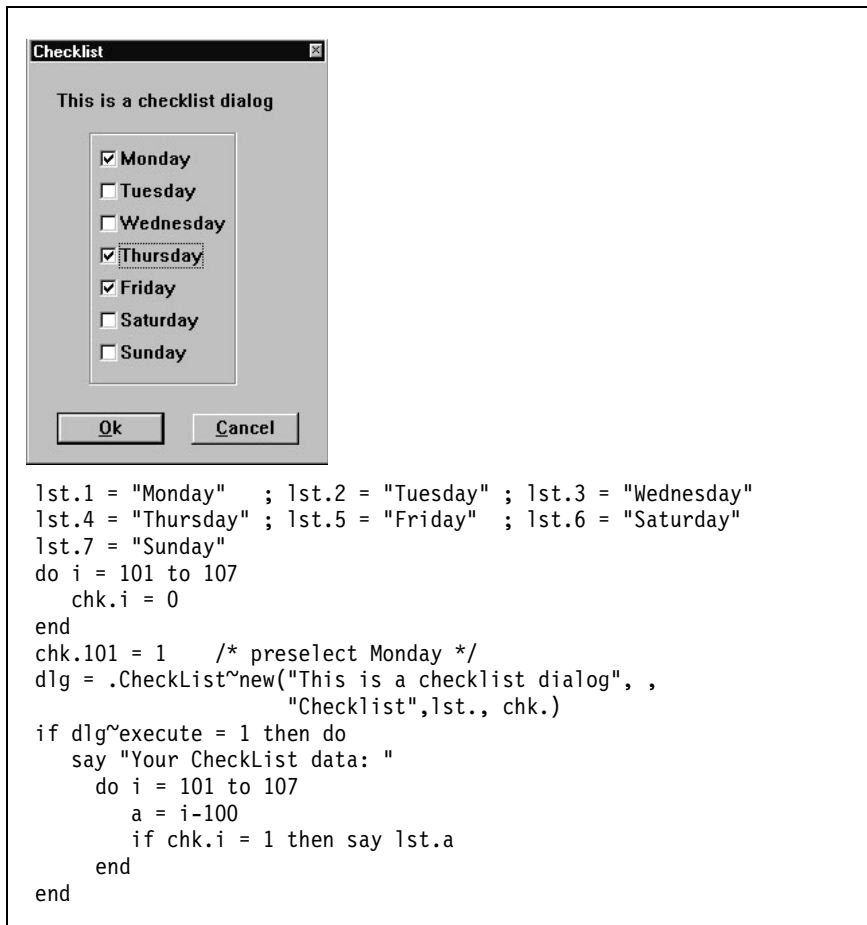 Checklist
This is a checklist dialog
Monday
Tuesday
Wednesday
Thursday
Friday
Saturday
Sunday
Ok Cancel
lst.1 = "Monday"   ; lst.2 = "Tuesday" ; lst.3 = "Wednesday"
lst.4 = "Thursday" ; lst.5 = "Friday"  ; lst.6 = "Saturday"
lst.7 = "Sunday"
do i = 101 to 107
   chk.i = 0
end
chk.101 = 1    /* preselect Monday */
dlg = .CheckList~new("This is a checklist dialog", ,
                     "Checklist",lst., chk.)
if dlg~execute = 1 then do
   say "Your CheckList data: "
     do i = 101 to 107
        a = i-100
        if chk.i = 1 then say lst.a
     end
end